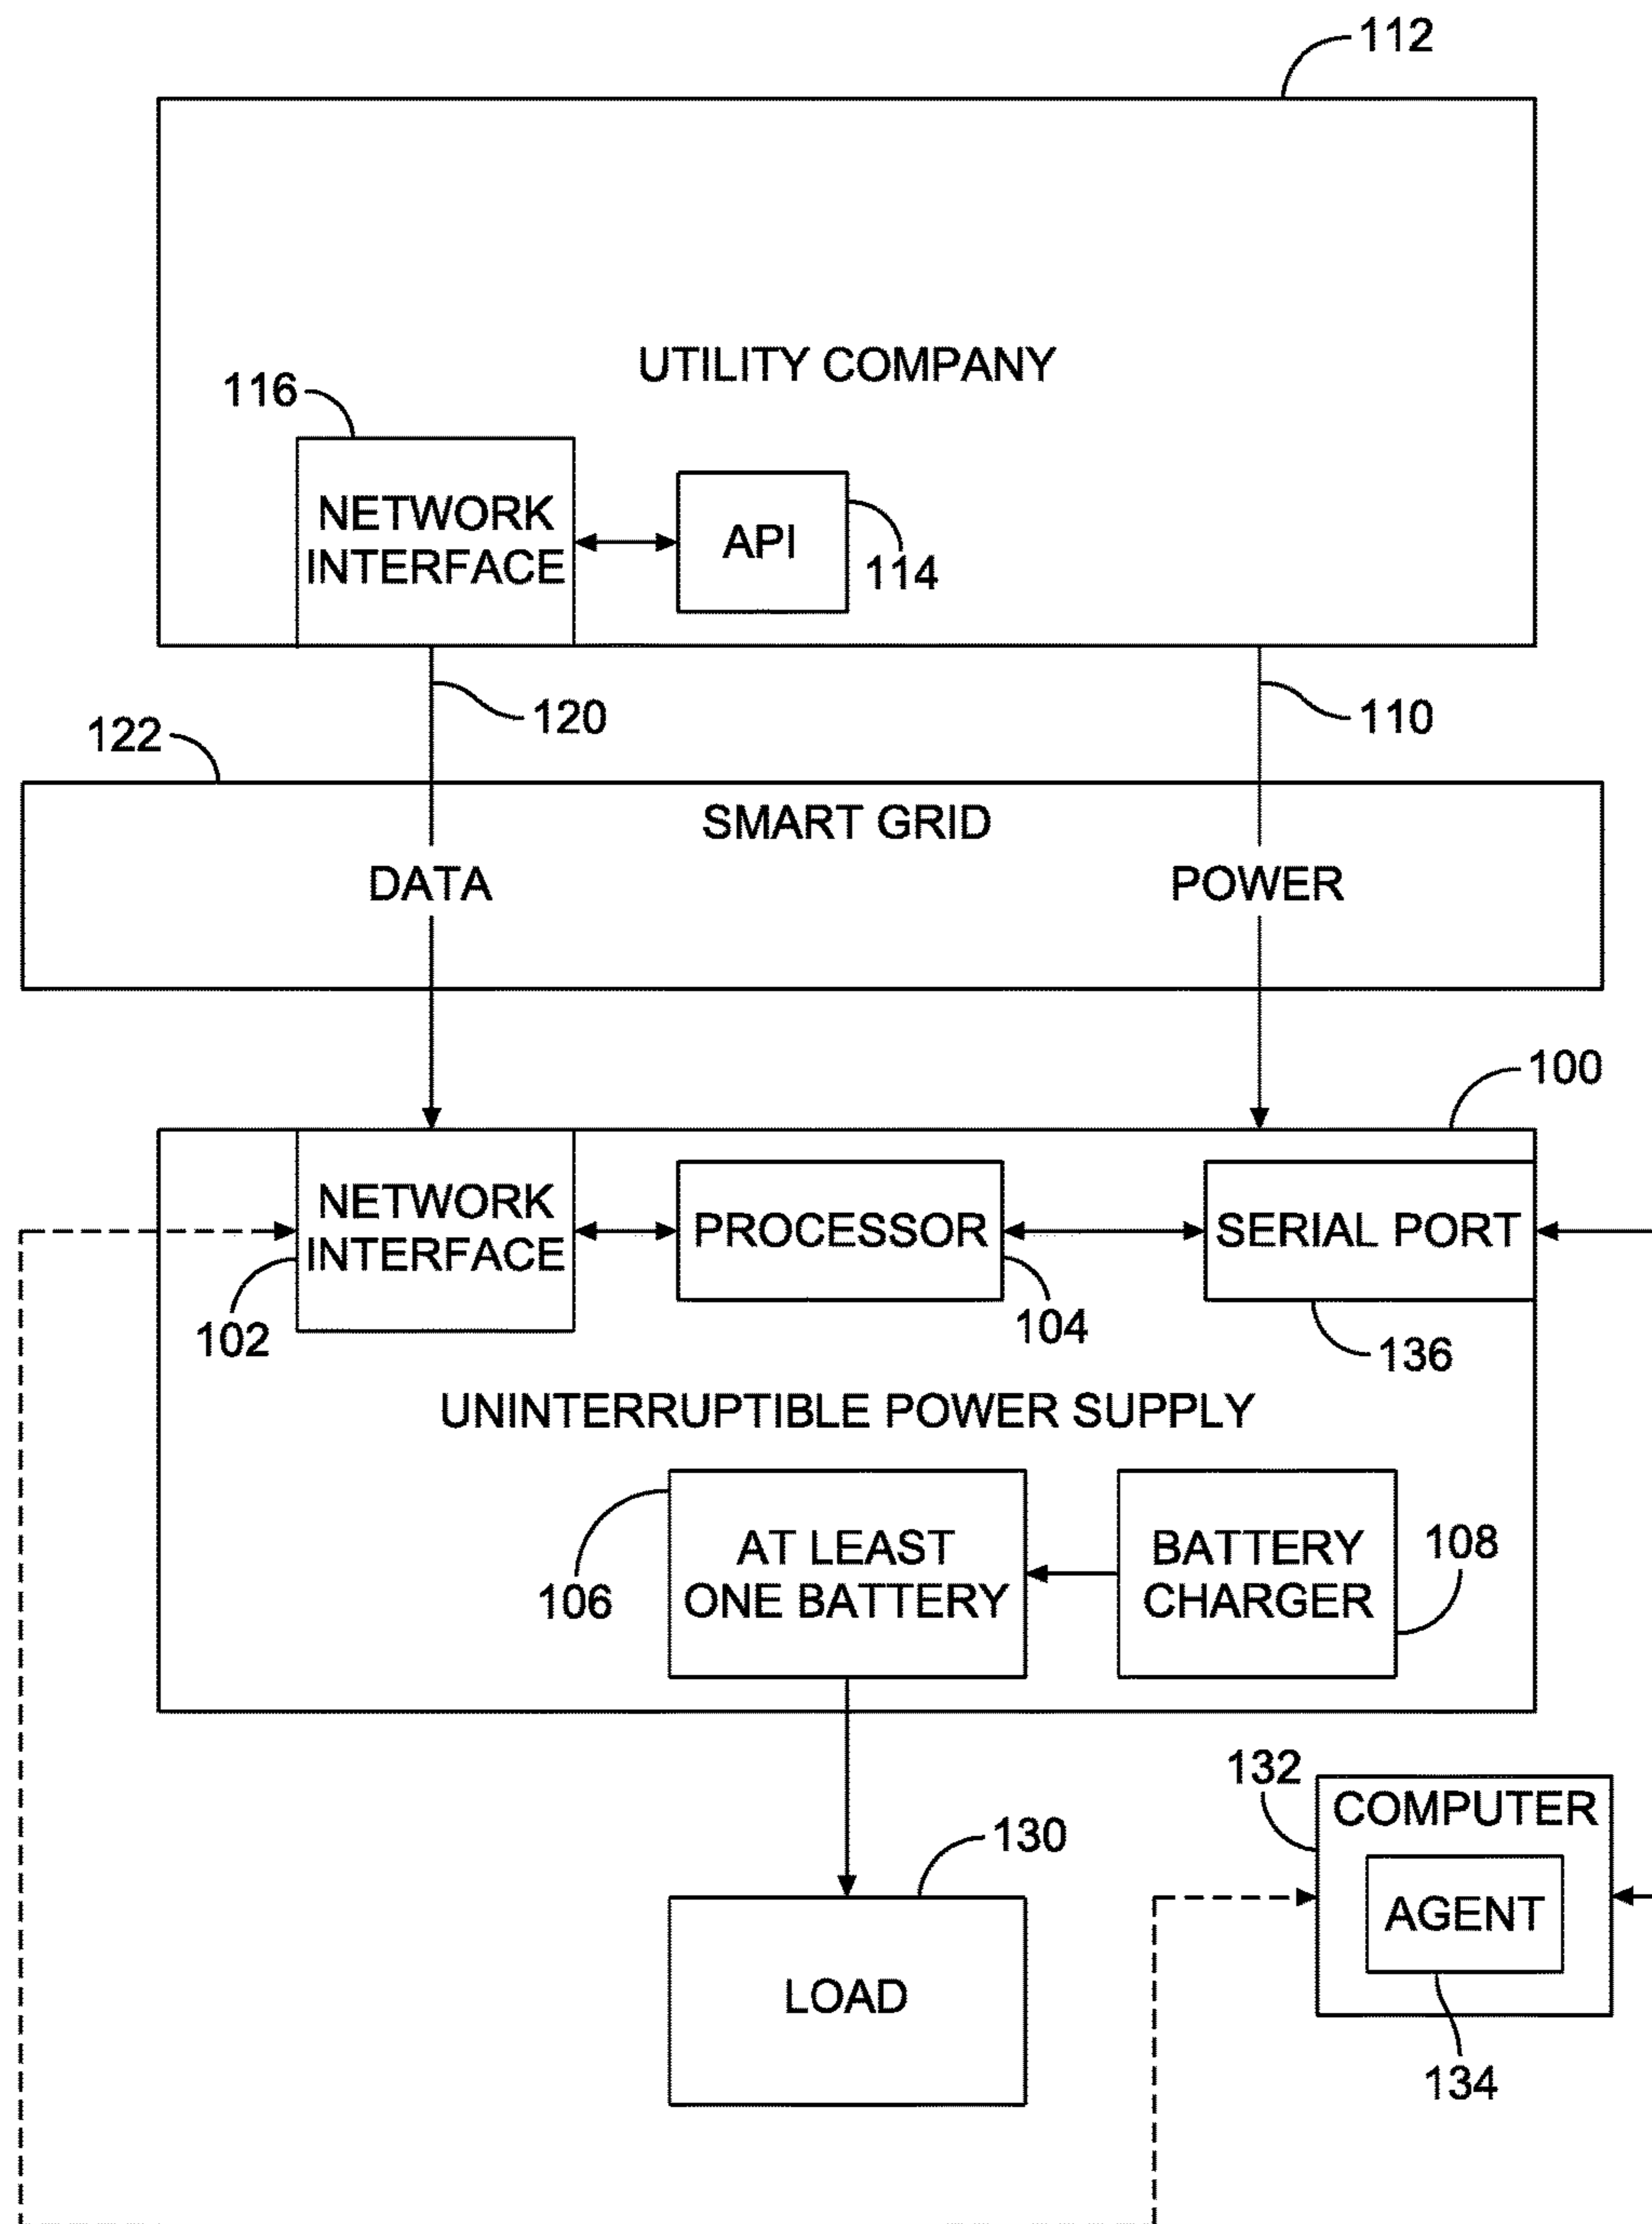 112
UTILITY COMPANY
116
NETWORK
INTERFACE
API
114
120
110
122
SMART GRID
DATA
POWER
100
NETWORK
INTERFACE
PROCESSOR
SERIAL PORT
102
104
136
UNINTERRUPTIBLE POWER SUPPLY
AT LEAST
ONE BATTERY
BATTERY
CHARGER
108
106
132
COMPUTER
130
AGENT
LOAD
134